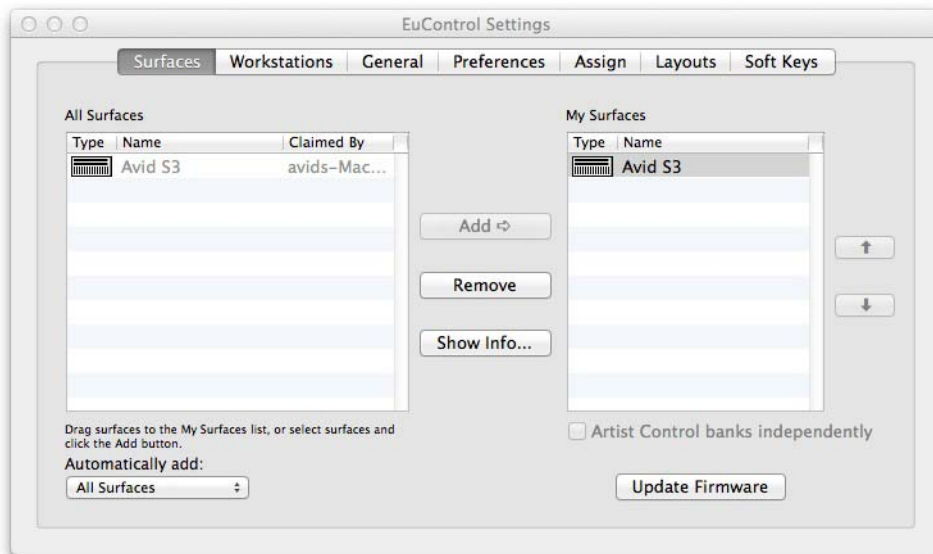 EuControl Settings
Surfaces Workstations General Preferences Assign Layouts Soft Keys
All Surfaces
Type Name Claimed By
Avid S3 avids-Mac...
Add ⇨
Remove
Show Info...
Drag surfaces to the My Surfaces list, or select surfaces and
click the Add button.
Automatically add:
All Surfaces
My Surfaces
Type Name
Avid S3
Artist Control banks independently
Update Firmware